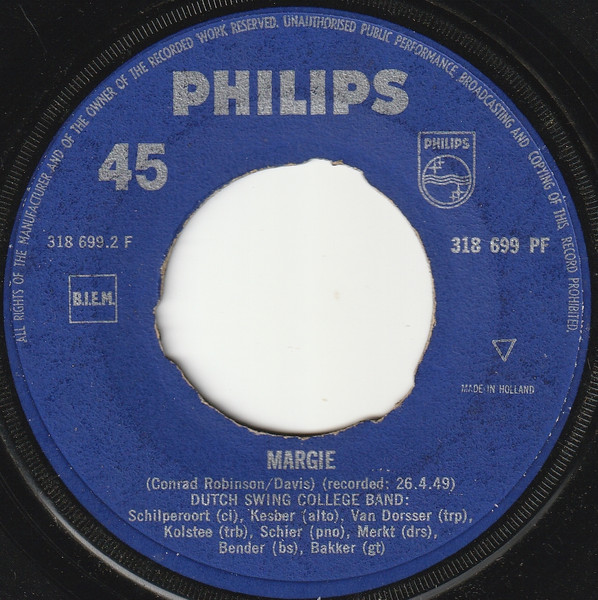 ALL RIGHTS OF THE MANUFACTURER AND OF THE OWNER OF THE RECORDED WORK RESERVED. UNAUTHORISED PUBLIC PERFORMANCE, BROADCASTING AND COPYING OF THIS RECORD PROHIBITED.
PHILIPS
45
PHILIPS
318 699.2 F
318 699 PF
B.I.E.M.
MADE IN HOLLAND
MARGIE
(Conrad Robinson/Davis) (recorded: 26.4.49)
DUTCH SWING COLLEGE BAND:
Schilperoort (cl), Kesber (alto), Van Dorsser (trp),
Kolstee (trb), Schier (pno), Merkt (drs),
Bender (bs), Bakker (gt)